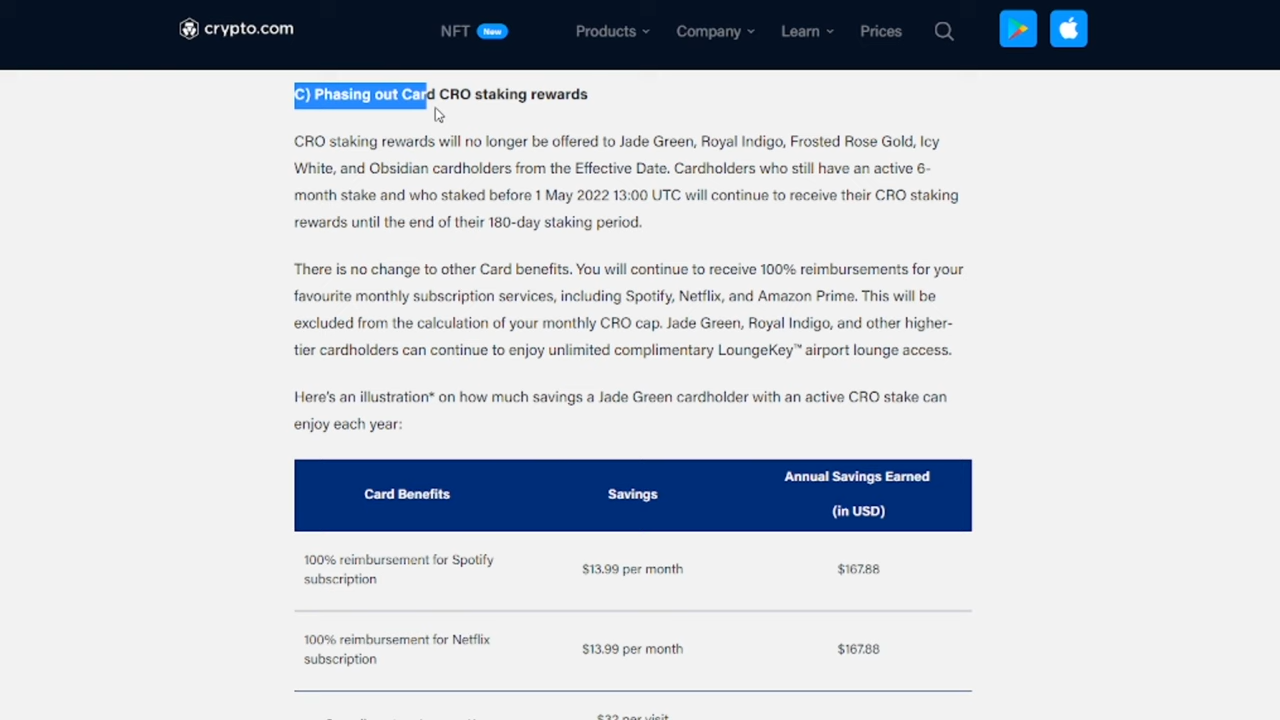 crypto.com
NFT New Products Company Learn Prices
C) Phasing out Card CRO staking rewards
CRO staking rewards will no longer be offered to Jade Green, Royal Indigo, Frosted Rose Gold, Icy
White, and Obsidian cardholders from the Effective Date. Cardholders who still have an active 6-
month stake and who staked before 1 May 2022 13:00 UTC will continue to receive their CRO staking
rewards until the end of their 180-day staking period.
There is no change to other Card benefits. You will continue to receive 100% reimbursements for your
favourite monthly subscription services, including Spotify, Netflix, and Amazon Prime. This will be
excluded from the calculation of your monthly CRO cap. Jade Green, Royal Indigo, and other higher-
tier cardholders can continue to enjoy unlimited complimentary LoungeKey™ airport lounge access.
Here's an illustration* on how much savings a Jade Green cardholder with an active CRO stake can
enjoy each year:
Card Benefits Savings Annual Savings Earned
(in USD)
100% reimbursement for Spotify
subscription $13.99 per month $167.88
100% reimbursement for Netflix
subscription $13.99 per month $167.88
$32 per visit